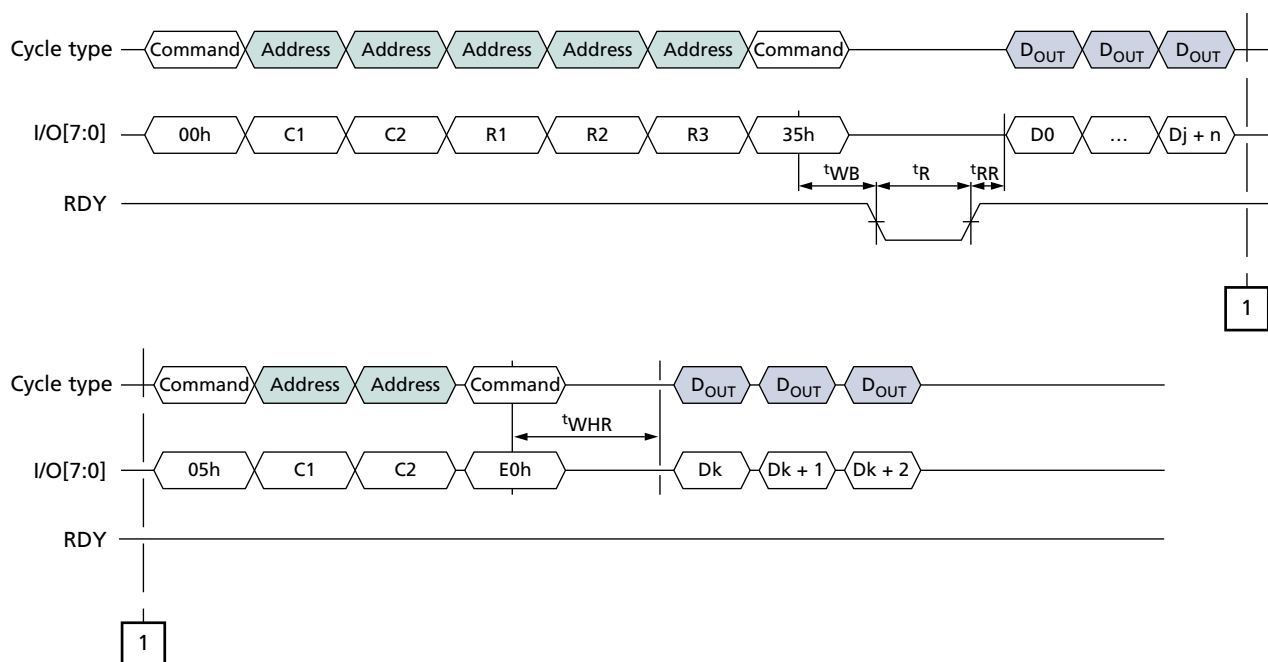 Cycle type Command Address Address Address Address Address Command DOUT DOUT DOUT
I/O[7:0] 00h C1 C2 R1 R2 R3 35h D0 ... Dj + n
tWB tR tRR
RDY
1
Cycle type Command Address Address Command DOUT DOUT DOUT
tWHR
I/O[7:0] 05h C1 C2 E0h Dk Dk + 1 Dk + 2
RDY
1